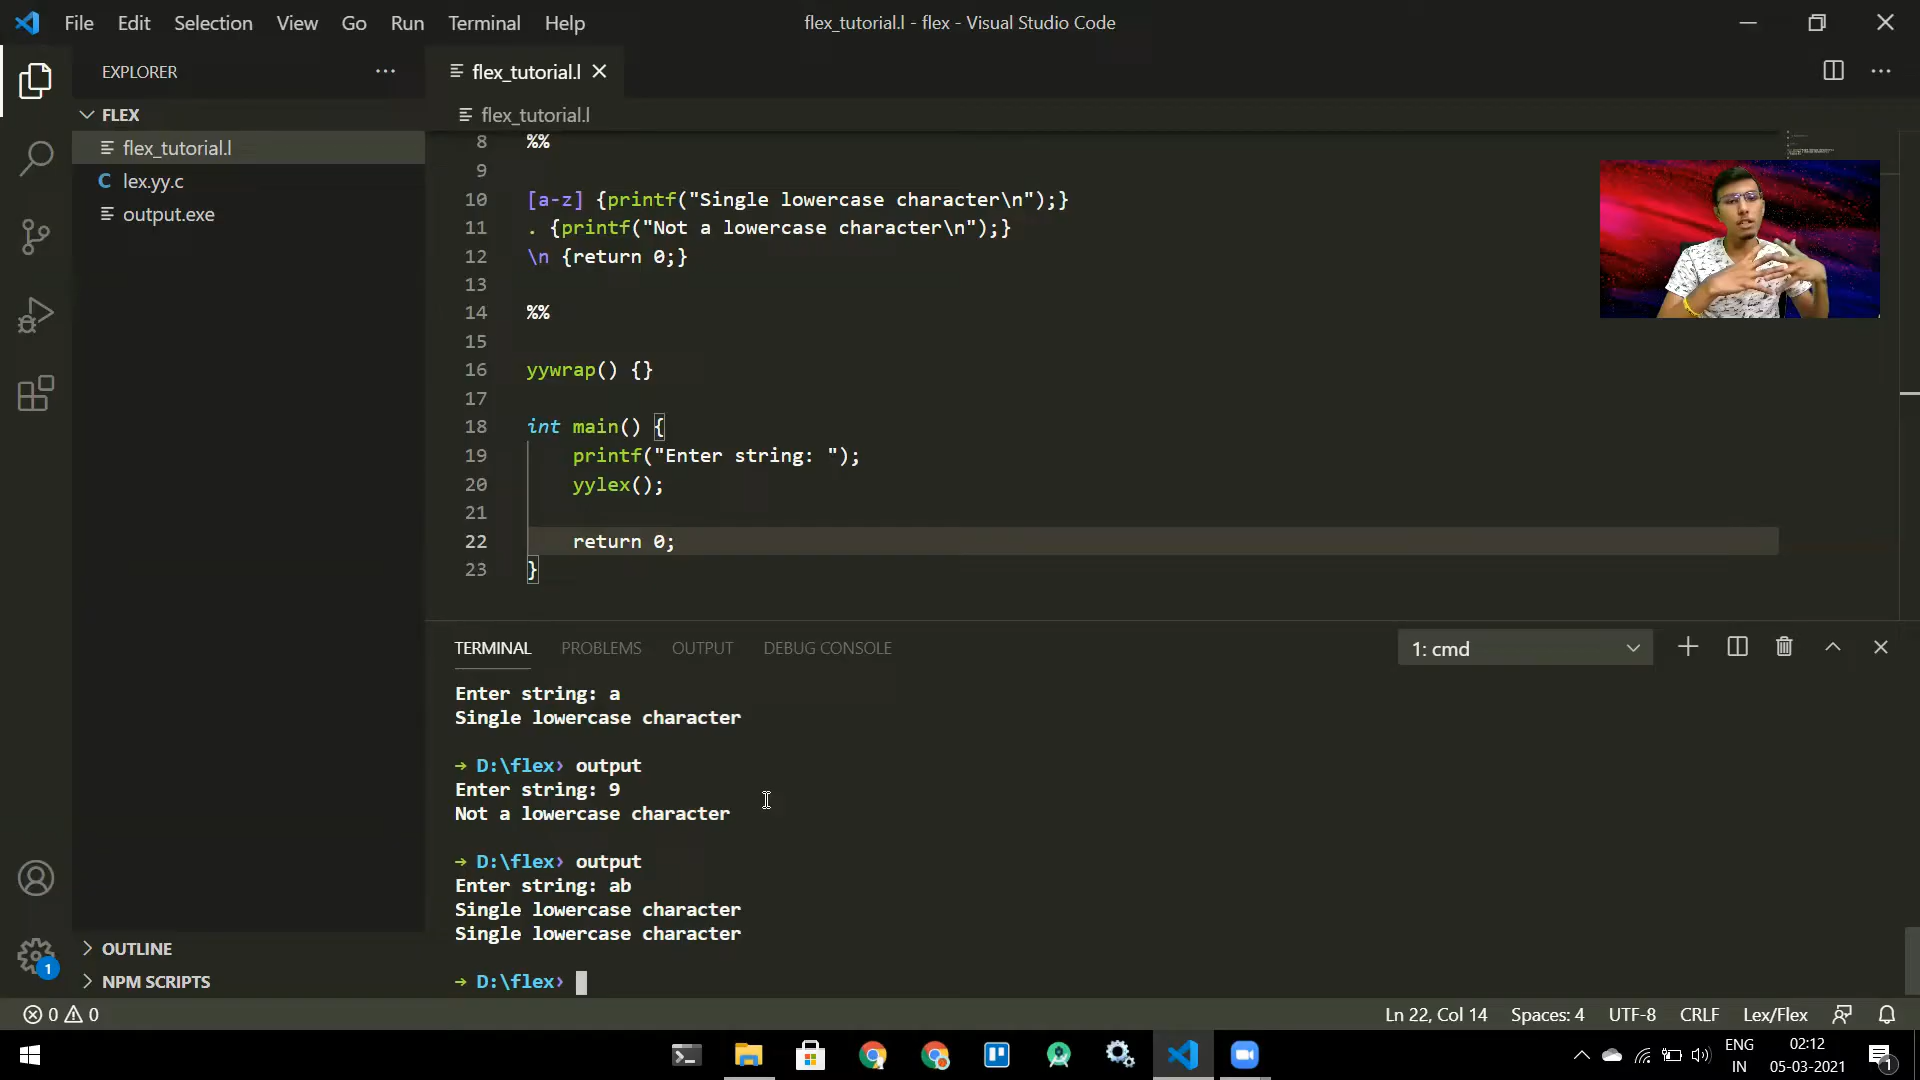 File Edit Selection View Go Run Terminal Help
flex_tutorial.l - flex - Visual Studio Code
EXPLORER
flex_tutorial.l
FLEX
flex_tutorial.l
flex_tutorial.l
lex.yy.c
output.exe
8 %%
9
10 [a-z] {printf("Single lowercase character\n");}
11 . {printf("Not a lowercase character\n");}
12 \n {return 0;}
13
14 %%
15
16 yywrap() {}
17
18 int main() {
19 printf("Enter string: ");
20 yylex();
21
22 return 0;
23 }
TERMINAL PROBLEMS OUTPUT DEBUG CONSOLE
1: cmd
Enter string: a
Single lowercase character
→ D:\flex› output
Enter string: 9
Not a lowercase character
→ D:\flex› output
Enter string: ab
Single lowercase character
Single lowercase character
→ D:\flex›
OUTLINE
NPM SCRIPTS
1
0 0
Ln 22, Col 14 Spaces: 4 UTF-8 CRLF Lex/Flex
ENG
IN
02:12
05-03-2021
1